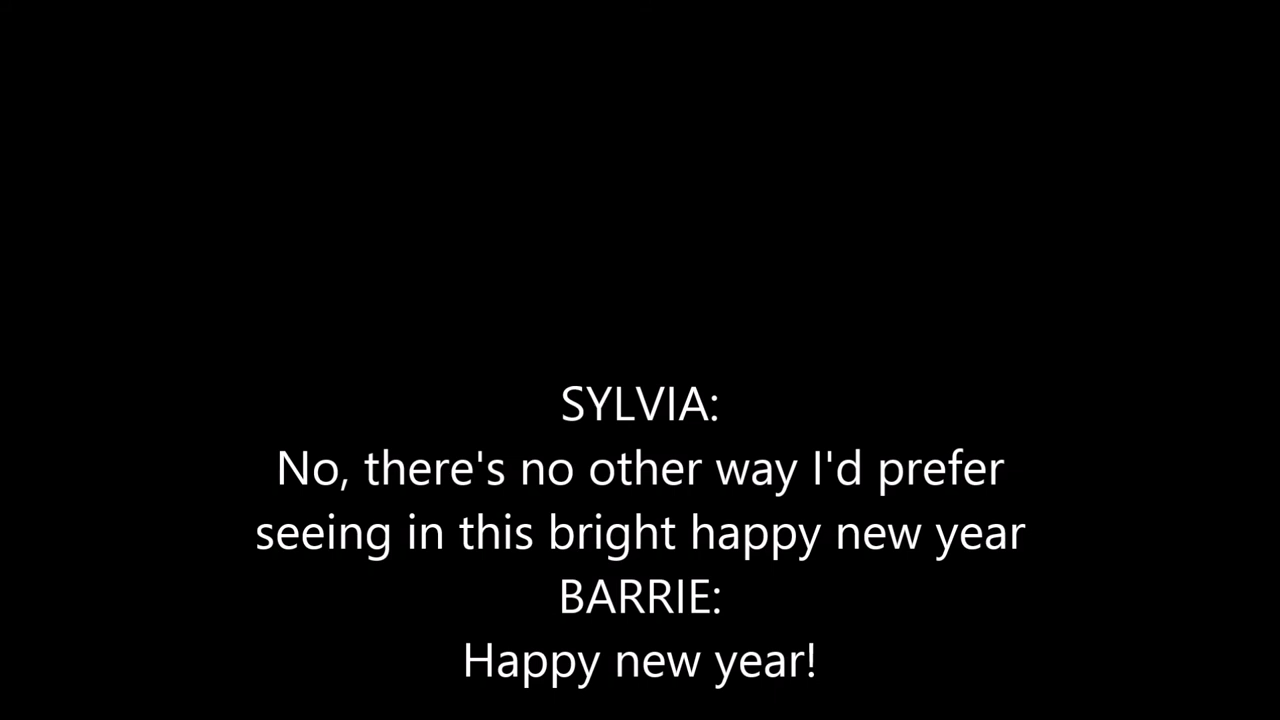 SYLVIA:
No, there's no other way I'd prefer
seeing in this bright happy new year
BARRIE:
Happy new year!